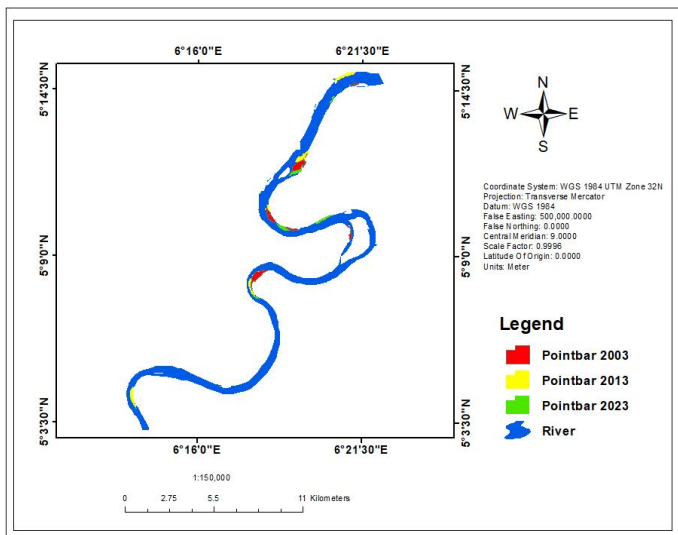 6°16'0"E 6°21'30"E
5°14'30"N 5°14'30"N
N
W E
S
Coordinate System: WGS 1984 UTM Zone 32N
Projection: Transverse Mercator
Datum: WGS 1984
False Easting: 500,000.0000
False Northing: 0.0000
Central Meridian: 9.0000
Scale Factor: 0.9996
Latitude Of Origin: 0.0000
Units: Meter
5°9'0"N 5°9'0"N
Legend
Pointbar 2003
Pointbar 2013
Pointbar 2023
River
5°3'30"N 5°3'30"N
6°16'0"E 6°21'30"E
1:150,000
0 2.75 5.5 11 Kilometers